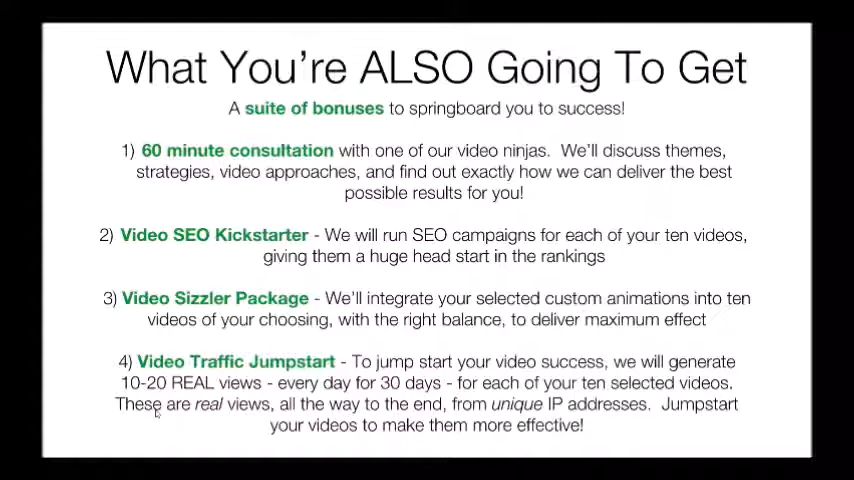 What You're ALSO Going To Get
A suite of bonuses to springboard you to success!
1) 60 minute consultation with one of our video ninjas. We'll discuss themes,
strategies, video approaches, and find out exactly how we can deliver the best
possible results for you!
2) Video SEO Kickstarter - We will run SEO campaigns for each of your ten videos,
giving them a huge head start in the rankings
3) Video Sizzler Package - We'll integrate your selected custom animations into ten
videos of your choosing, with the right balance, to deliver maximum effect
4) Video Traffic Jumpstart - To jump start your video success, we will generate
10-20 REAL views - every day for 30 days - for each of your ten selected videos.
These are real views, all the way to the end, from unique IP addresses. Jumpstart
your videos to make them more effective!